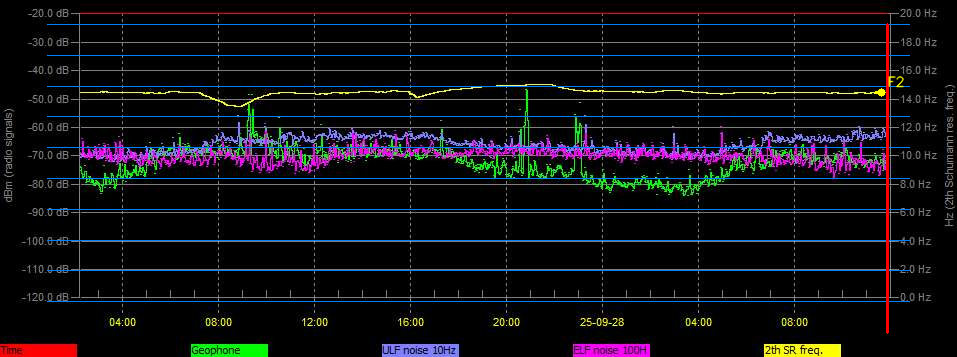 -20.0 dB 20.0 Hz
-30.0 dB 18.0 Hz
-40.0 dB 16.0 Hz
F2
-50.0 dB 14.0 Hz
-60.0 dB 12.0 Hz
-70.0 dB 10.0 Hz
-80.0 dB 8.0 Hz
-90.0 dB 6.0 Hz
-100.0 dB 4.0 Hz
-110.0 dB 2.0 Hz
-120.0 dB 0.0 Hz
dBm (radio signals)
Hz (2th Schumann res. freq.)
04:00 08:00 12:00 16:00 20:00 25-09-28 04:00 08:00
Time Geophone ULF noise 10Hz ELF noise 100H 2th SR freq.